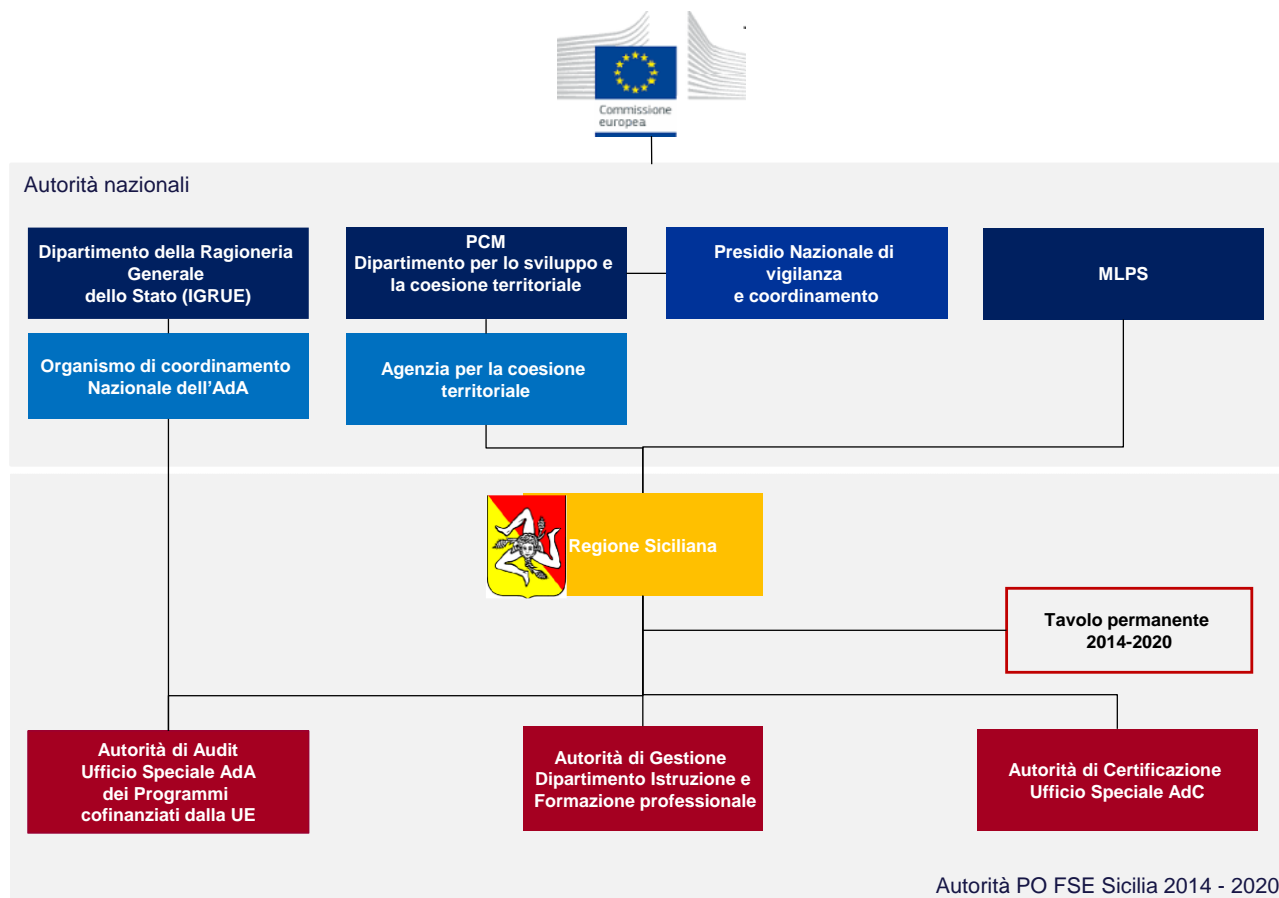 Commissione
europea
Autorità nazionali
Dipartimento della Ragioneria
Generale
dello Stato (IGRUE)
PCM
Dipartimento per lo sviluppo e
la coesione territoriale
Presidio Nazionale di
vigilanza
e coordinamento
MLPS
Organismo di coordinamento
Nazionale dell’AdA
Agenzia per la coesione
territoriale
Regione Siciliana
Tavolo permanente
2014-2020
Autorità di Audit
Ufficio Speciale AdA
dei Programmi
cofinanziati dalla UE
Autorità di Gestione
Dipartimento Istruzione e
Formazione professionale
Autorità di Certificazione
Ufficio Speciale AdC
Autorità PO FSE Sicilia 2014 - 2020